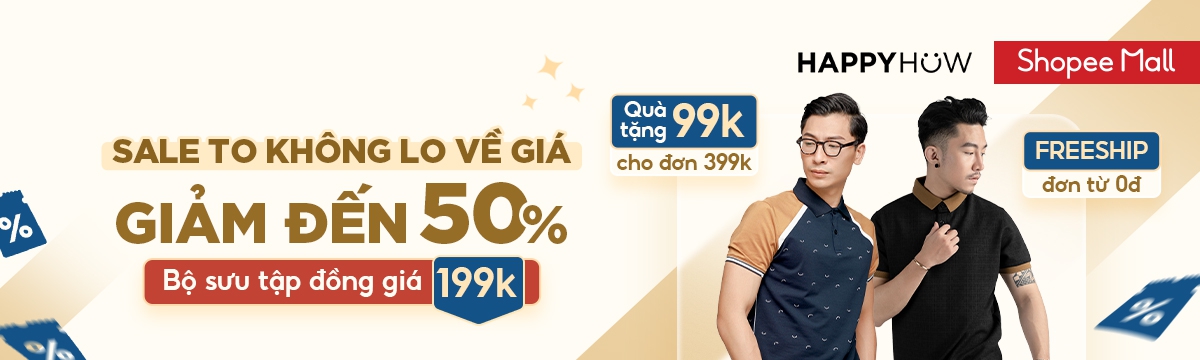 HAPPYHOW
Shopee Mall
SALE TO KHÔNG LO VỀ GIÁ
GIẢM ĐẾN 50%
Bộ sưu tập đồng giá 199k
Quà tặng 99k
cho đơn 399k
FREESHIP
đơn từ 0đ
%
%
%